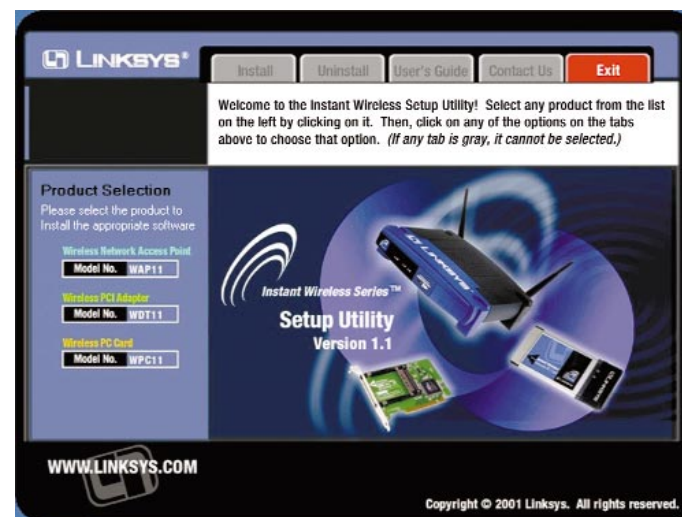 LINKSYS®
Install
Uninstall
User's Guide
Contact Us
Exit
Welcome to the Instant Wireless Setup Utility! Select any product from the list
on the left by clicking on it. Then, click on any of the options on the tabs
above to choose that option. (If any tab is gray, it cannot be selected.)
Product Selection
Please select the product to
Install the appropriate software
Wireless Network Access Point
Model No. WAP11
Wireless PCI Adapter
Model No. WDT11
Wireless PC Card
Model No. WPC11
Instant Wireless Series™
Setup Utility
Version 1.1
LINKSYS
WWW.LINKSYS.COM
Copyright © 2001 Linksys. All rights reserved.